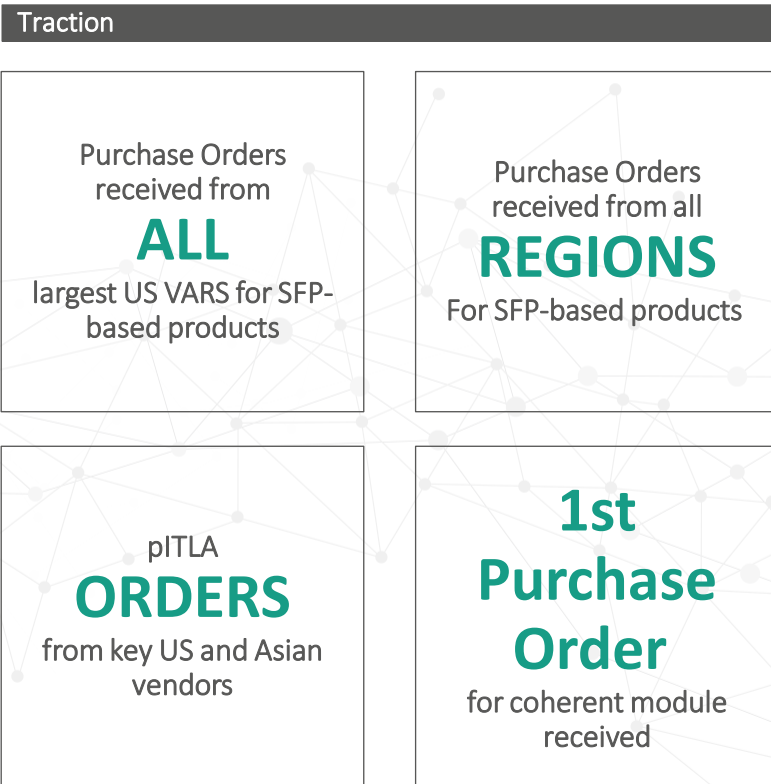 Traction
Purchase Orders
received from
ALL
largest US VARS for SFP-
based products
Purchase Orders
received from all
REGIONS
For SFP-based products
pITLA
ORDERS
from key US and Asian
vendors
1st
Purchase
Order
for coherent module
received